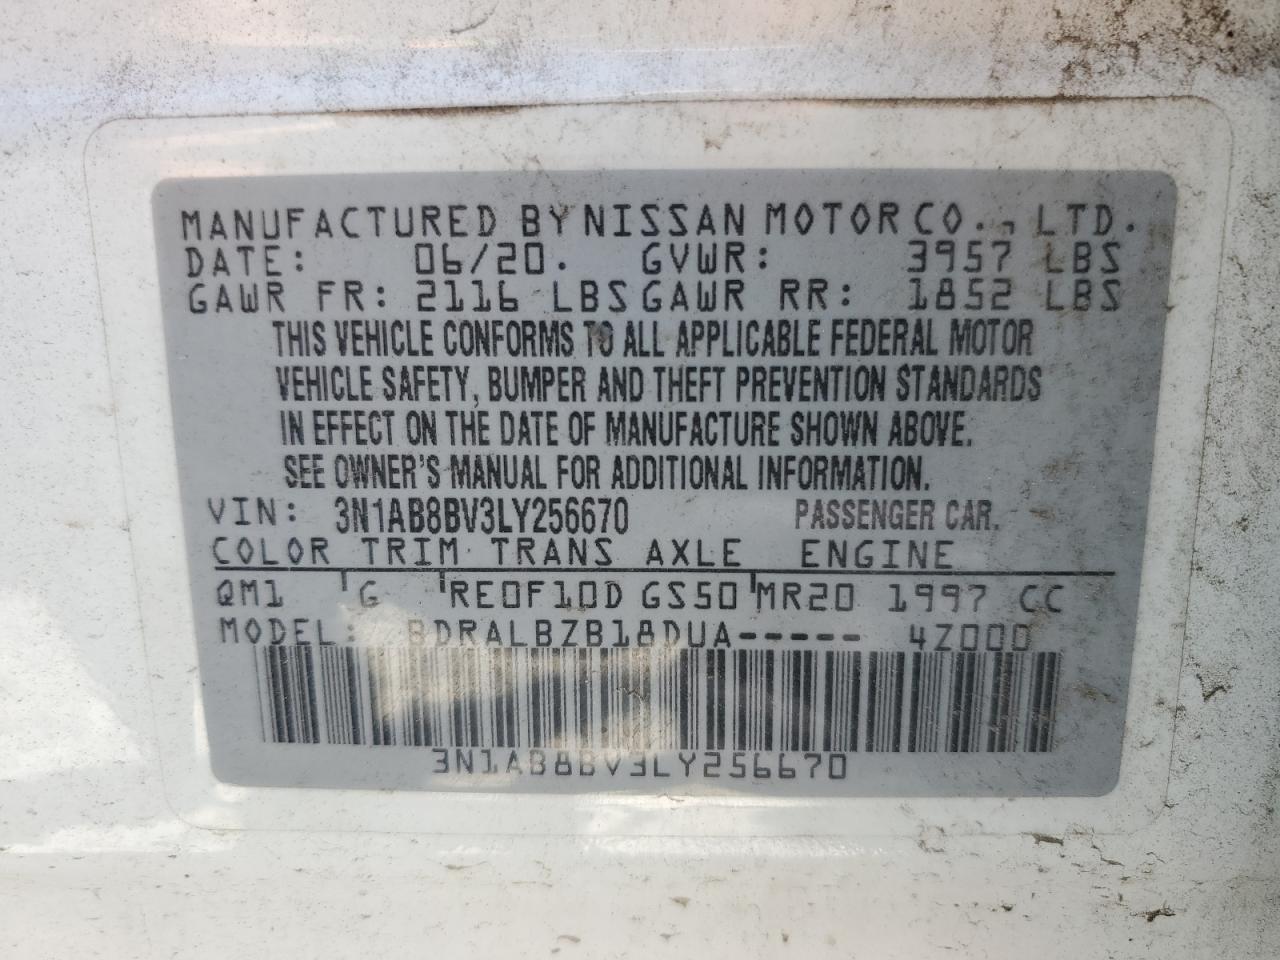 MANUFACTURED BY NISSAN MOTOR CO., LTD.
DATE: 06/20. GVWR: 3957 LBS
GAWR FR: 2116 LBS GAWR RR: 1852 LBS
THIS VEHICLE CONFORMS TO ALL APPLICABLE FEDERAL MOTOR
VEHICLE SAFETY, BUMPER AND THEFT PREVENTION STANDARDS
IN EFFECT ON THE DATE OF MANUFACTURE SHOWN ABOVE.
SEE OWNER'S MANUAL FOR ADDITIONAL INFORMATION.
VIN: 3N1AB8BV3LY256670 PASSENGER CAR.
COLOR TRIM TRANS AXLE ENGINE
QM1 G RE0F10D GS50 MR20 1997 CC
MODEL: BDRALBZB18DUA----- 4Z000
3N1AB8BV3LY256670